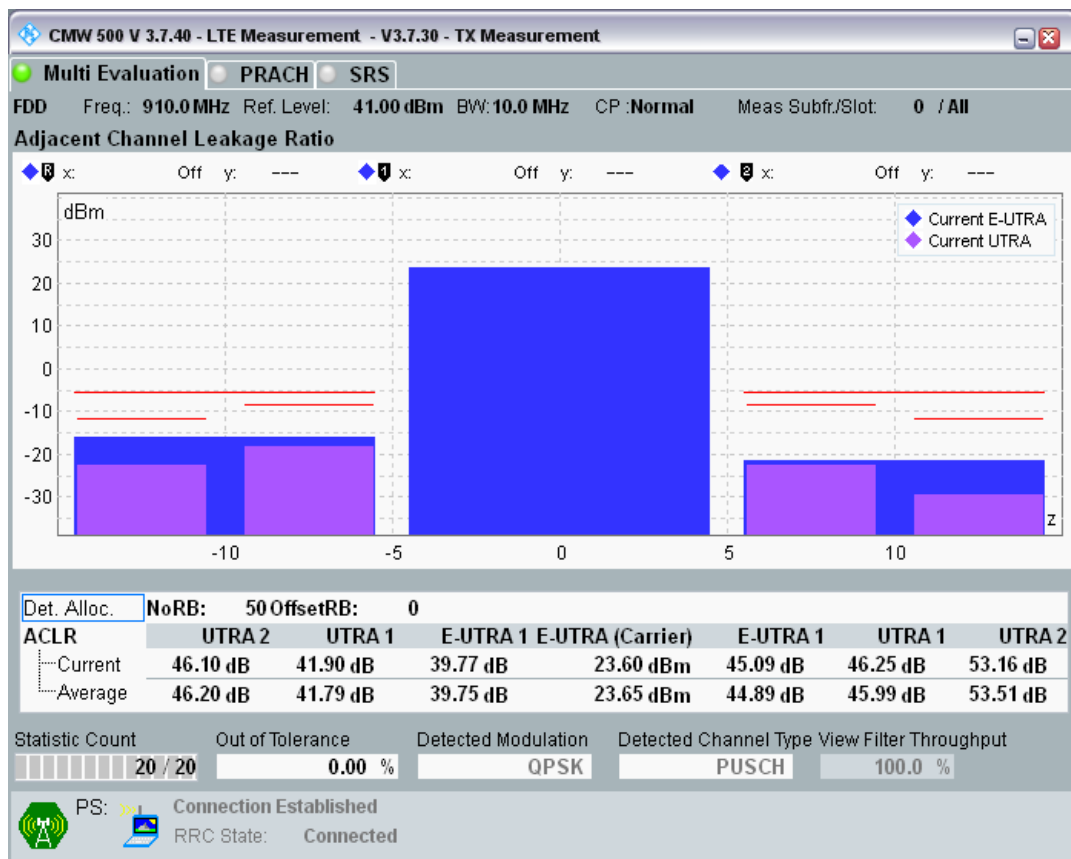 CMW 500 V 3.7.40 - LTE Measurement - V3.7.30 - TX Measurement
Multi Evaluation PRACH SRS
FDD Freq.: 910.0 MHz Ref. Level: 41.00 dBm BW: 10.0 MHz CP :Normal Meas Subfr./Slot: 0 / All
Adjacent Channel Leakage Ratio
R x: Off y: --- 1 x: Off y: --- 2 x: Off y: ---
dBm
Current E-UTRA
Current UTRA
30
20
10
0
-10
-20
-30
z
-10 -5 0 5 10
Det. Alloc. NoRB: 50 OffsetRB: 0
ACLR UTRA 2 UTRA 1 E-UTRA 1 E-UTRA (Carrier) E-UTRA 1 UTRA 1 UTRA 2
Current 46.10 dB 41.90 dB 39.77 dB 23.60 dBm 45.09 dB 46.25 dB 53.16 dB
Average 46.20 dB 41.79 dB 39.75 dB 23.65 dBm 44.89 dB 45.99 dB 53.51 dB
Statistic Count Out of Tolerance Detected Modulation Detected Channel Type View Filter Throughput
20 / 20 0.00 % QPSK PUSCH 100.0 %
PS: Connection Established
RRC State: Connected